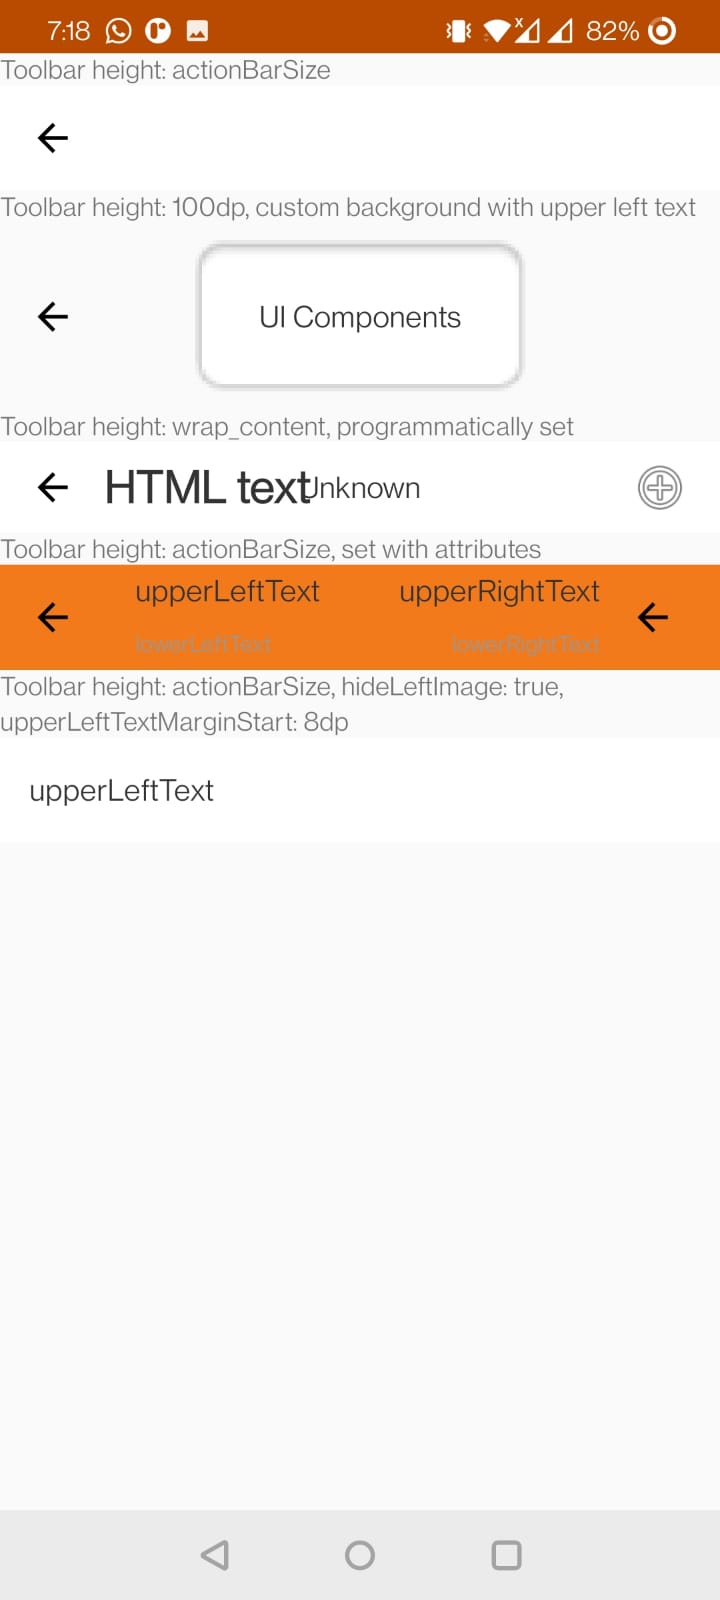 7:18 82%
Toolbar height: actionBarSize
Toolbar height: 100dp, custom background with upper left text
UI Components
Toolbar height: wrap_content, programmatically set
HTML text Unknown
Toolbar height: actionBarSize, set with attributes
upperLeftText upperRightText
lowerLeftText lowerRightText
Toolbar height: actionBarSize, hideLeftImage: true,
upperLeftTextMarginStart: 8dp
upperLeftText